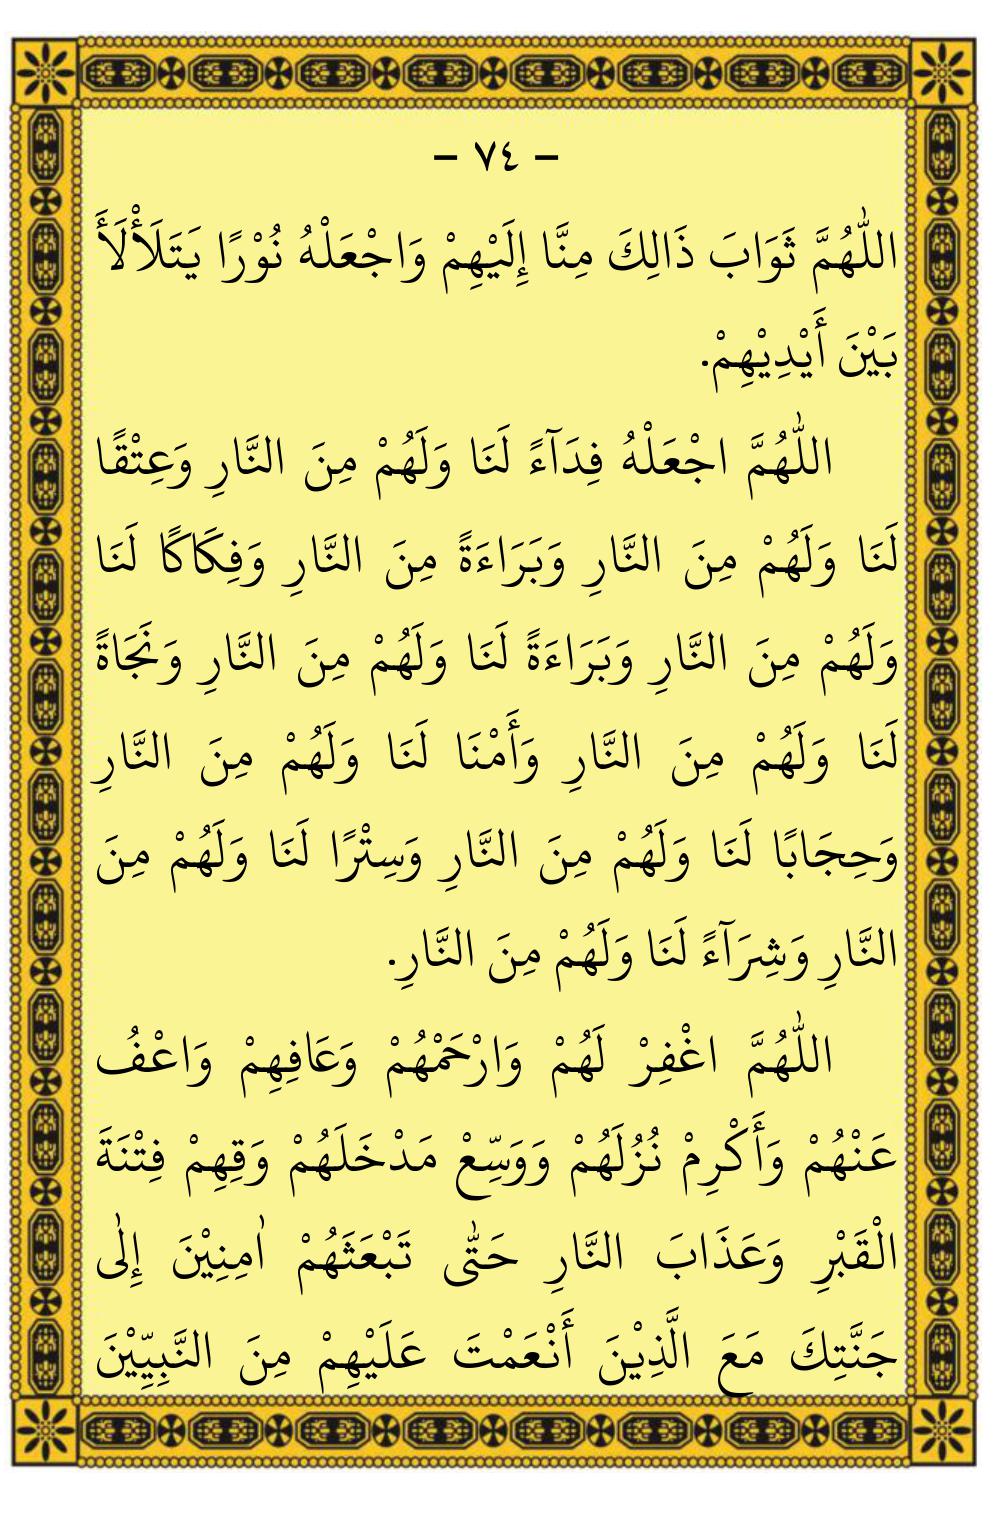 – ٧٤ –
اللّٰهُمَّ ثَوَابَ ذَالِكَ مِنَّا إِلَيْهِمْ وَاجْعَلْهُ نُوْرًا يَتَلَأْلَأَ
بَيْنَ أَيْدِيْهِمْ.
اللّٰهُمَّ اجْعَلْهُ فِدَآءً لَنَا وَلَهُمْ مِنَ النَّارِ وَعِتْقًا
لَنَا وَلَهُمْ مِنَ النَّارِ وَبَرَاءَةً مِنَ النَّارِ وَفِكَاكًا لَنَا
وَلَهُمْ مِنَ النَّارِ وَبَرَاءَةً لَنَا وَلَهُمْ مِنَ النَّارِ وَنَجَاةً
لَنَا وَلَهُمْ مِنَ النَّارِ وَأَمْنَا لَنَا وَلَهُمْ مِنَ النَّارِ
وَحِجَابًا لَنَا وَلَهُمْ مِنَ النَّارِ وَسِتْرًا لَنَا وَلَهُمْ مِنَ
النَّارِ وَشِرَآءً لَنَا وَلَهُمْ مِنَ النَّارِ.
اللّٰهُمَّ اغْفِرْ لَهُمْ وَارْحَمْهُمْ وَعَافِهِمْ وَاعْفُ
عَنْهُمْ وَأَكْرِمْ نُزُلَهُمْ وَوَسِّعْ مَدْخَلَهُمْ وَقِهِمْ فِتْنَةَ
الْقَبْرِ وَعَذَابَ النَّارِ حَتّٰى تَبْعَثَهُمْ اٰمِنِيْنَ إِلٰى
جَنَّتِكَ مَعَ الَّذِيْنَ أَنْعَمْتَ عَلَيْهِمْ مِنَ النَّبِيِّيْنَ